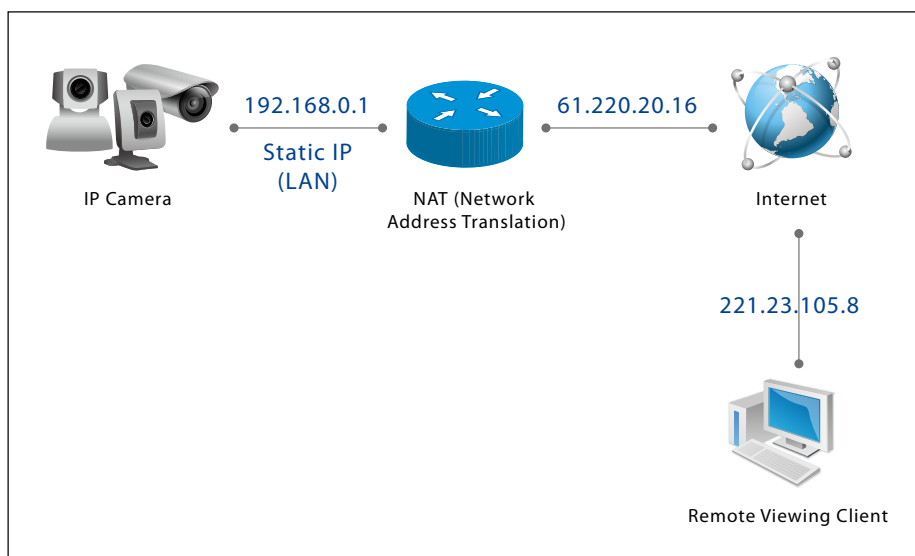 192.168.0.1
61.220.20.16
Static IP
(LAN)
IP Camera
NAT (Network
Address Translation)
Internet
221.23.105.8
Remote Viewing Client